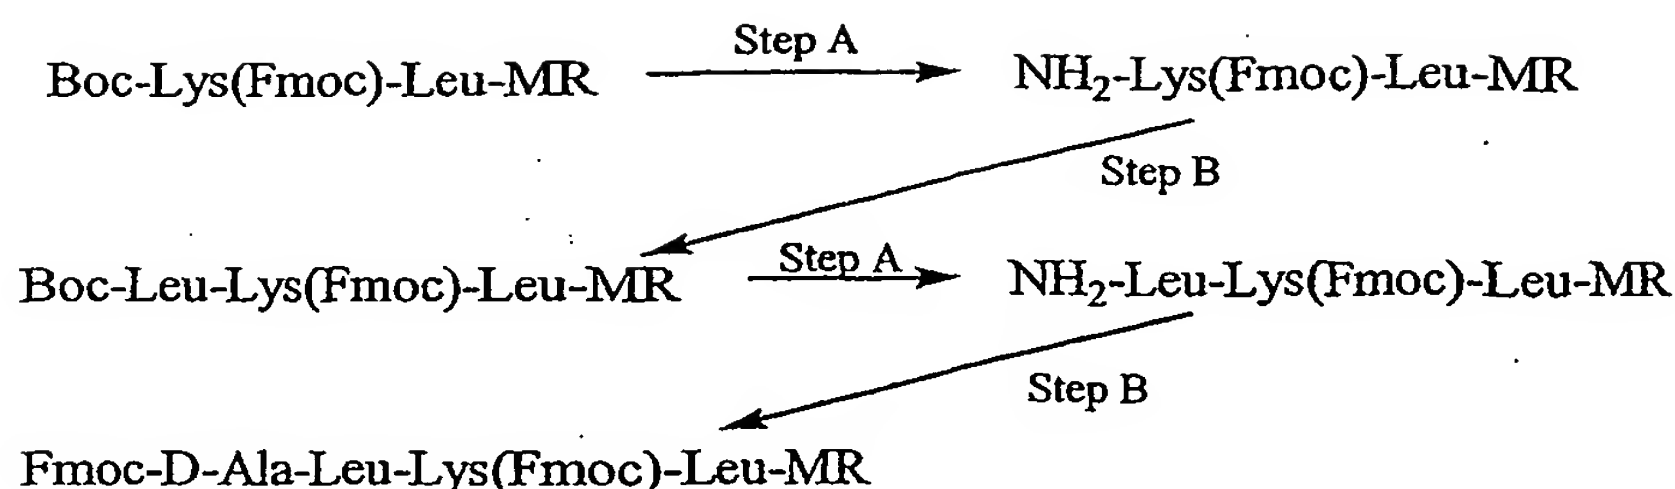 Step A
Boc-Lys(Fmoc)-Leu-MR NH₂-Lys(Fmoc)-Leu-MR
Step B
Boc-Leu-Lys(Fmoc)-Leu-MR Step A NH₂-Leu-Lys(Fmoc)-Leu-MR
Step B
Fmoc-D-Ala-Leu-Lys(Fmoc)-Leu-MR